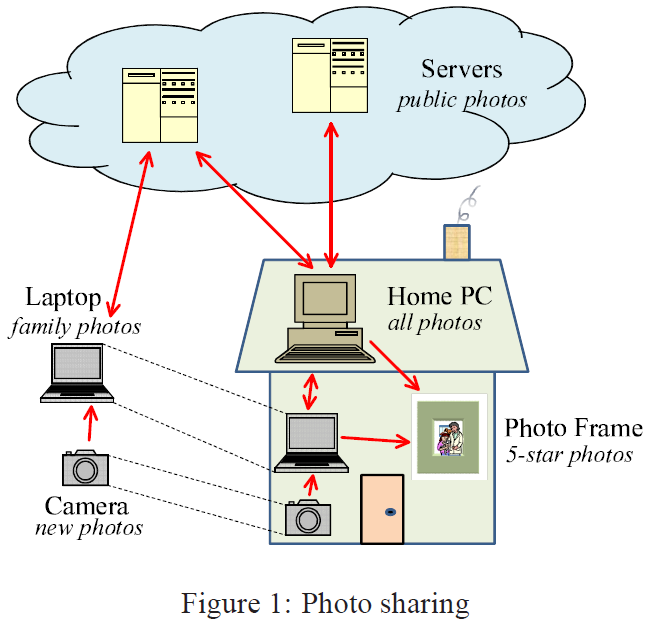 Servers
public photos
Laptop
family photos
Home PC
all photos
Photo Frame
5-star photos
Camera
new photos
Figure 1: Photo sharing